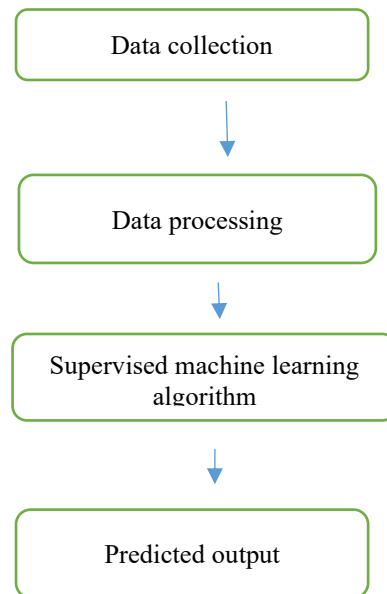 Data collection
Data processing
Supervised machine learning
algorithm
Predicted output